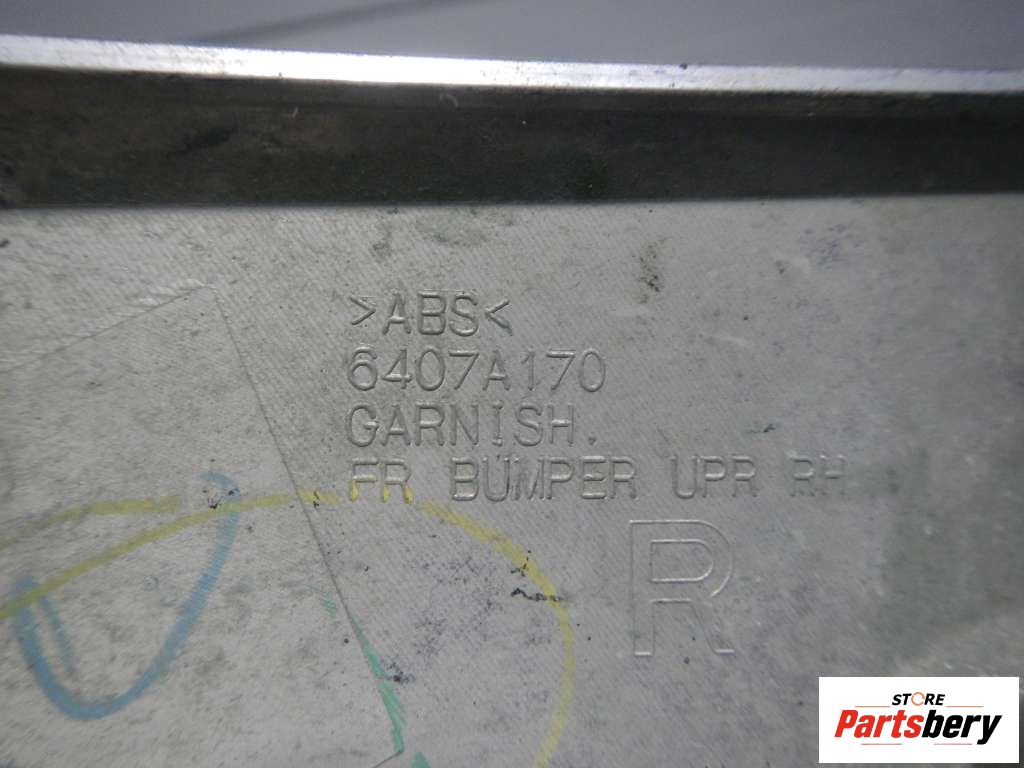 >ABS<
6407A170
GARNISH.
FR BUMPER UPR RH
R
STORE
Partsbery